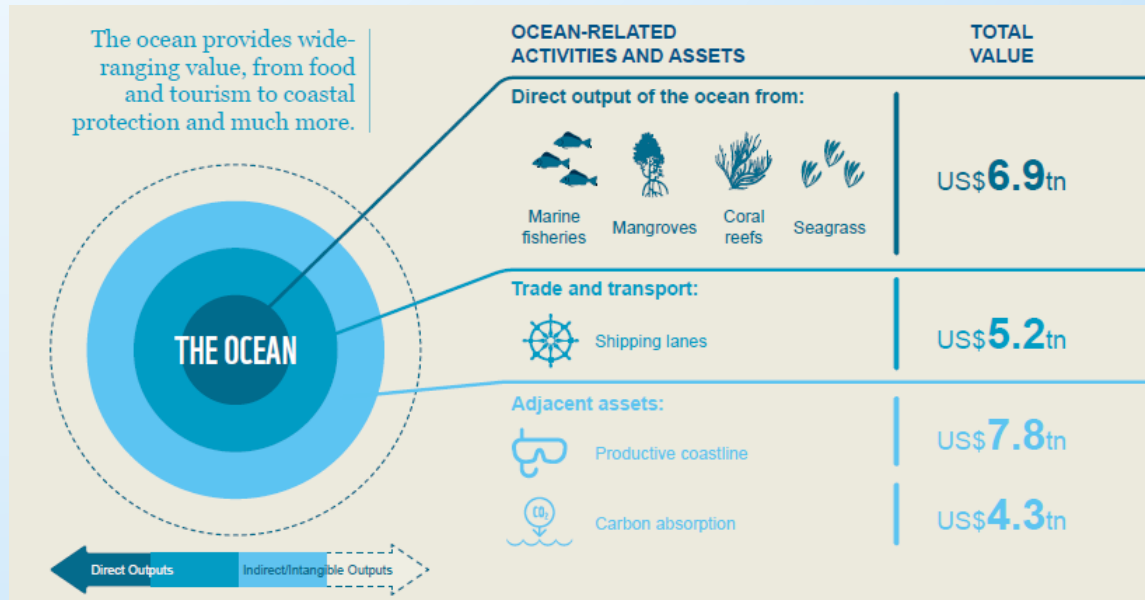 The ocean provides wide-
ranging value, from food
and tourism to coastal
protection and much more.
THE OCEAN
Direct Outputs
Indirect/Intangible Outputs
OCEAN-RELATED
ACTIVITIES AND ASSETS
TOTAL
VALUE
Direct output of the ocean from:
Marine
fisheries
Mangroves
Coral
reefs
Seagrass
US$6.9tn
Trade and transport:
Shipping lanes
US$5.2tn
Adjacent assets:
Productive coastline
US$7.8tn
CO₂
Carbon absorption
US$4.3tn